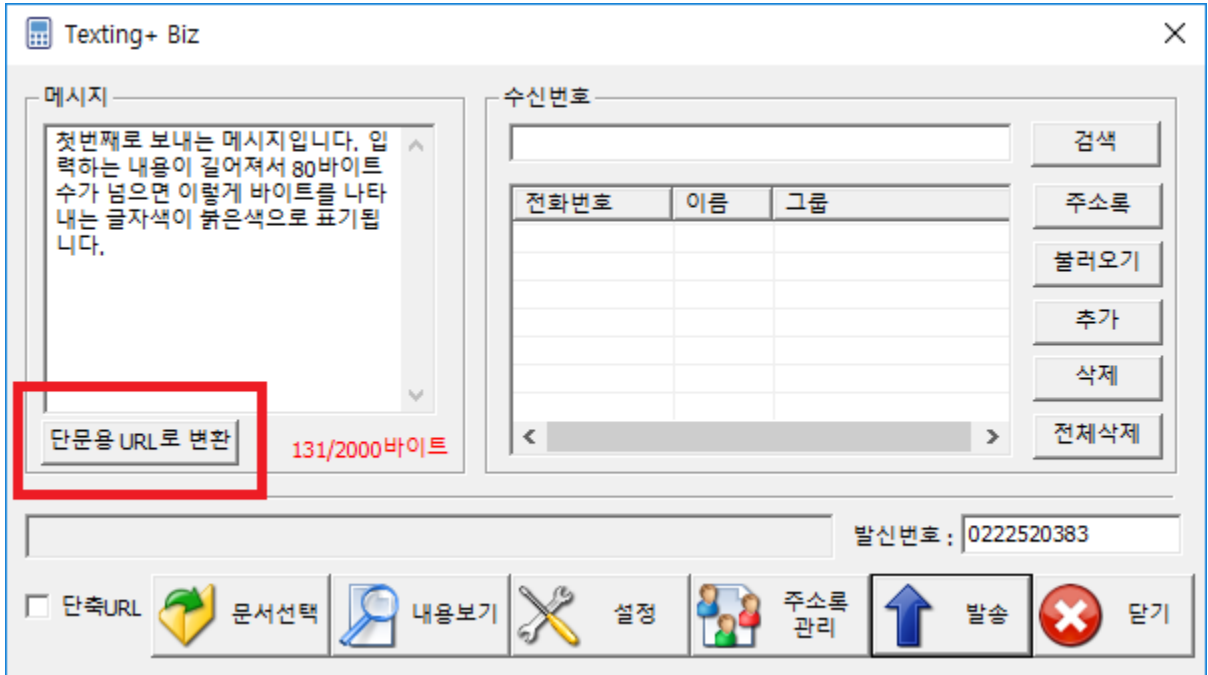 Texting+ Biz
메시지
첫번째로 보내는 메시지입니다. 입
력하는 내용이 길어져서 80바이트
수가 넘으면 이렇게 바이트를 나타
내는 글자색이 붉은색으로 표기됩
니다.
단문용 URL로 변환
131/2000바이트
수신번호
검색
전화번호 이름 그룹
주소록
불러오기
추가
삭제
전체삭제
발신번호 : 0222520383
단축URL
문서선택
내용보기
설정
주소록
관리
발송
닫기